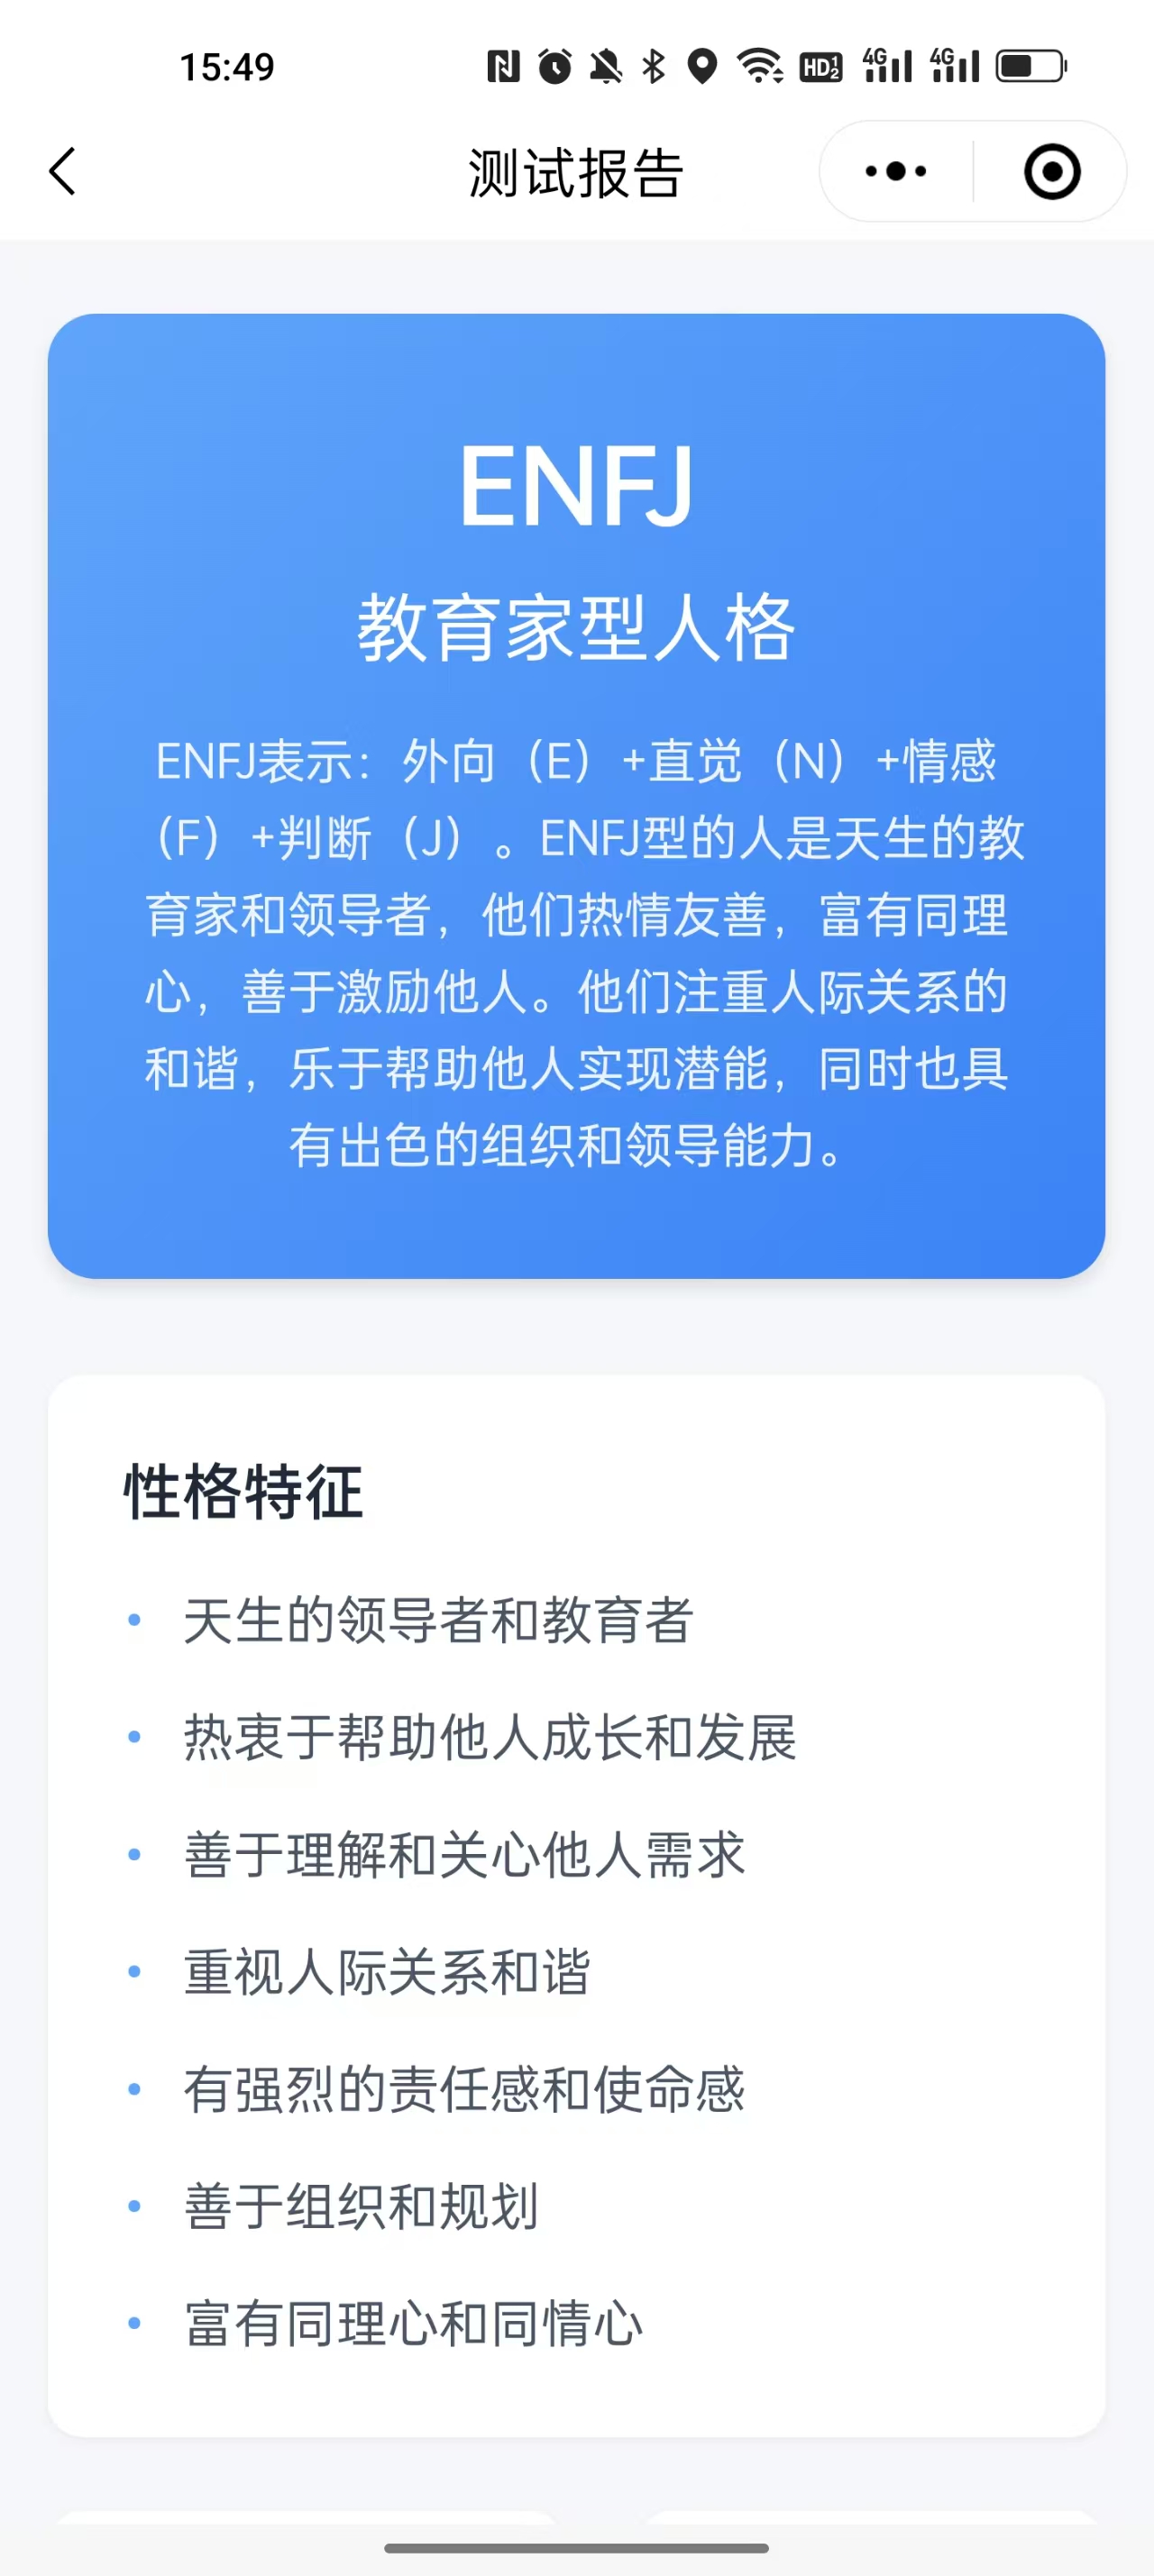 15:49
HD12 4G 4G
测试报告
ENFJ
教育家型人格
ENFJ表示：外向（E）+直觉（N）+情感
（F）+判断（J）。ENFJ型的人是天生的教
育家和领导者，他们热情友善，富有同理
心，善于激励他人。他们注重人际关系的
和谐，乐于帮助他人实现潜能，同时也具
有出色的组织和领导能力。
性格特征
• 天生的领导者和教育者
• 热衷于帮助他人成长和发展
• 善于理解和关心他人需求
• 重视人际关系和谐
• 有强烈的责任感和使命感
• 善于组织和规划
• 富有同理心和同情心